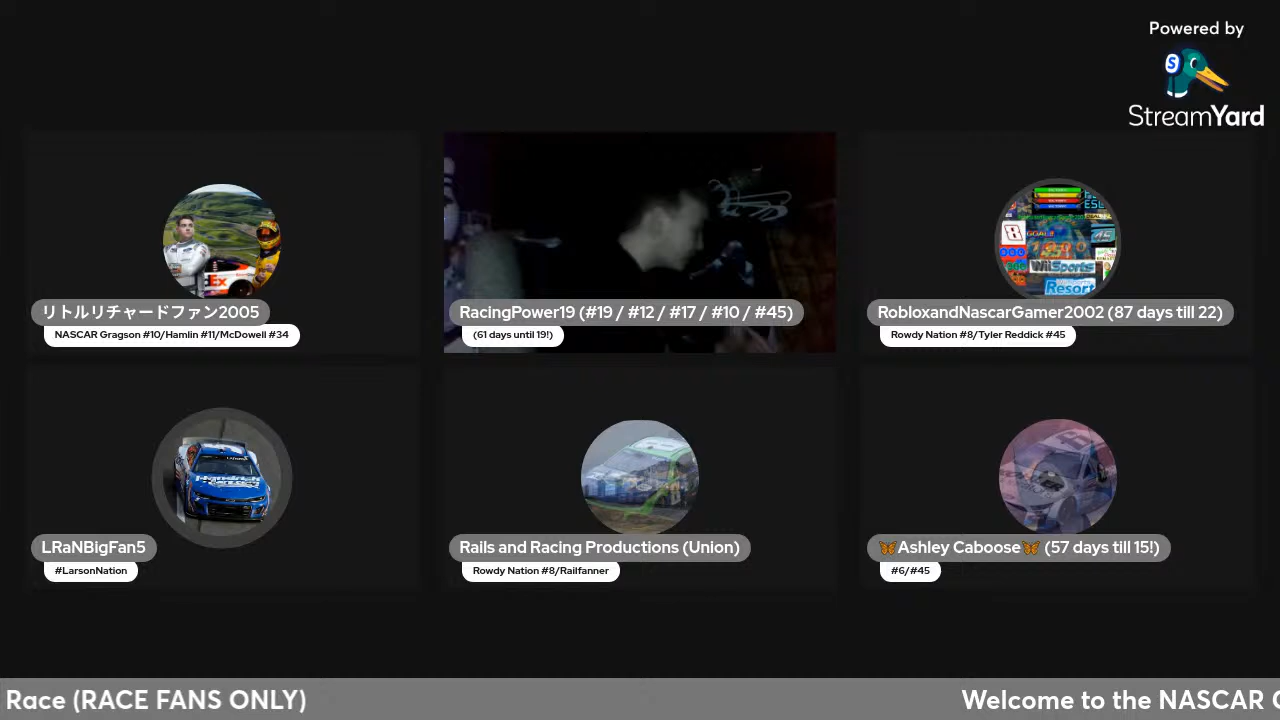 Powered by
StreamYard
リトルリチャードファン2005
NASCAR Gragson #10/Hamlin #11/McDowell #34
RacingPower19 (#19 / #12 / #17 / #10 / #45)
(61 days until 19!)
RobloxandNascarGamer2002 (87 days till 22)
Rowdy Nation #8/Tyler Reddick #45
LRaNBigFan5
#LarsonNation
Rails and Racing Productions (Union)
Rowdy Nation #8/Railfanner
🦋Ashley Caboose🦋 (57 days till 15!)
#6/#45
Race (RACE FANS ONLY)
Welcome to the NASCAR